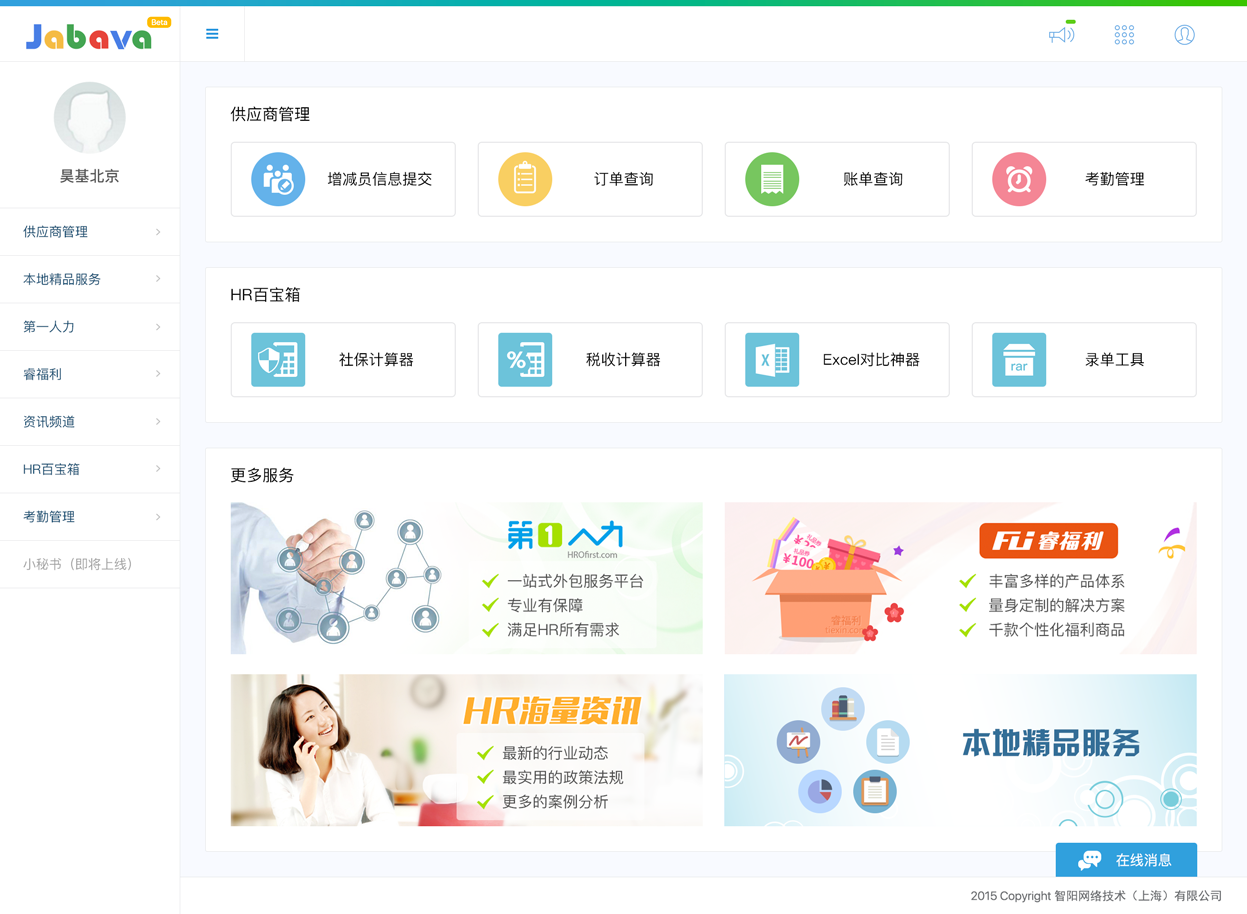 Jabava
Beta
昊基北京
供应商管理
本地精品服务
第一人力
睿福利
资讯频道
HR百宝箱
考勤管理
小秘书（即将上线）
供应商管理
增减员信息提交
订单查询
账单查询
考勤管理
HR百宝箱
%
社保计算器
税收计算器
X
Excel对比神器
rar
录单工具
更多服务
第1人力
HROfirst.com
一站式外包服务平台
专业有保障
满足HR所有需求
礼品券
礼品券
¥100
睿福利
FLi 睿福利
丰富多样的产品体系
量身定制的解决方案
千款个性化福利商品
HR海量资讯
最新的行业动态
最实用的政策法规
更多的案例分析
本地精品服务
在线消息
2015 Copyright 智阳网络技术（上海）有限公司